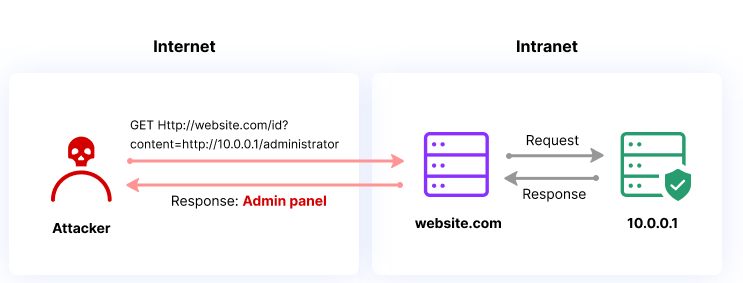 Internet
Intranet
GET Http://website.com/id?
content=http://10.0.0.1/administrator
Response: Admin panel
Attacker
Request
Response
website.com
10.0.0.1